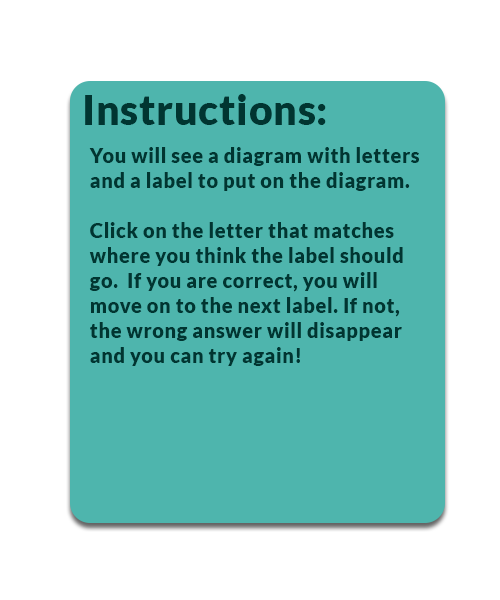 Instructions:
You will see a diagram with letters
and a label to put on the diagram.
Click on the letter that matches
where you think the label should
go.  If you are correct, you will
move on to the next label. If not,
the wrong answer will disappear
and you can try again!